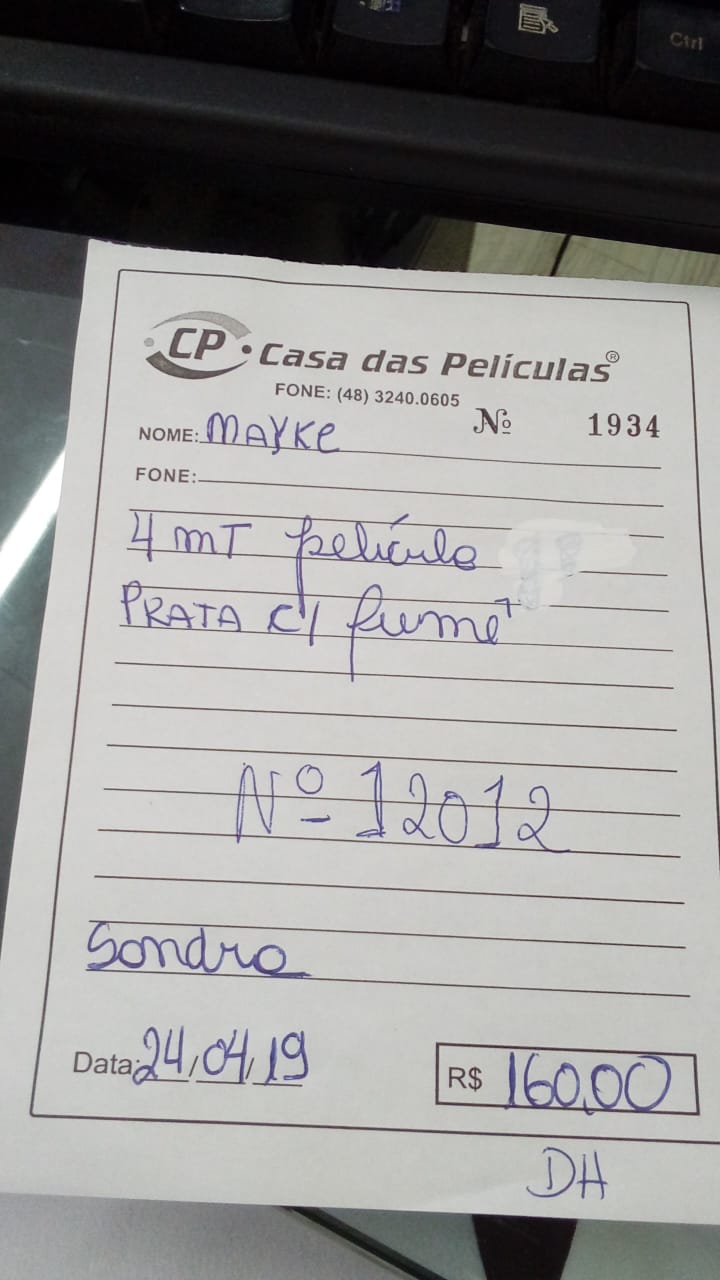 Ctrl
CP • Casa das Películas®
FONE: (48) 3240.0605
Nº 1934
NOME: MAYKE
FONE:
4 mT película
PRATA c/ fumê
Nº 12012
Sandra
Data: 24/04/19
R$ 160,00
DH